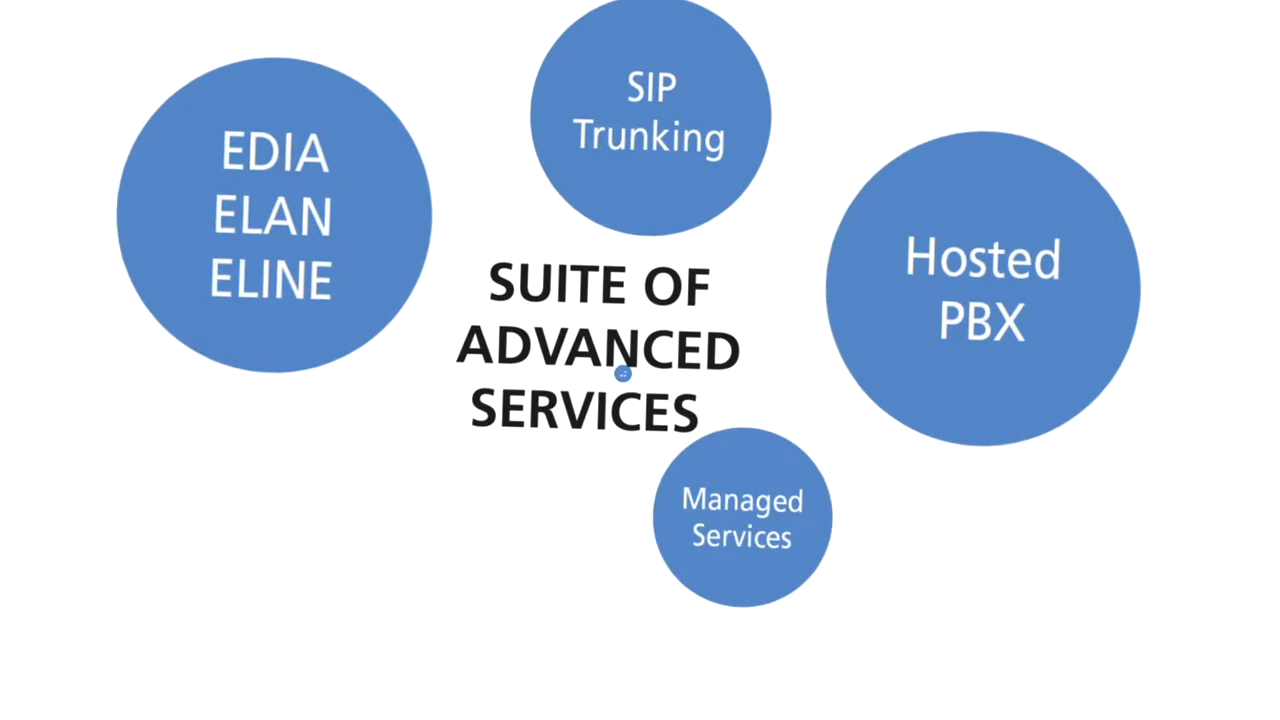 EDIA
ELAN
ELINE
SIP
Trunking
Hosted
PBX
SUITE OF
ADVANCED
SERVICES
Managed
Services